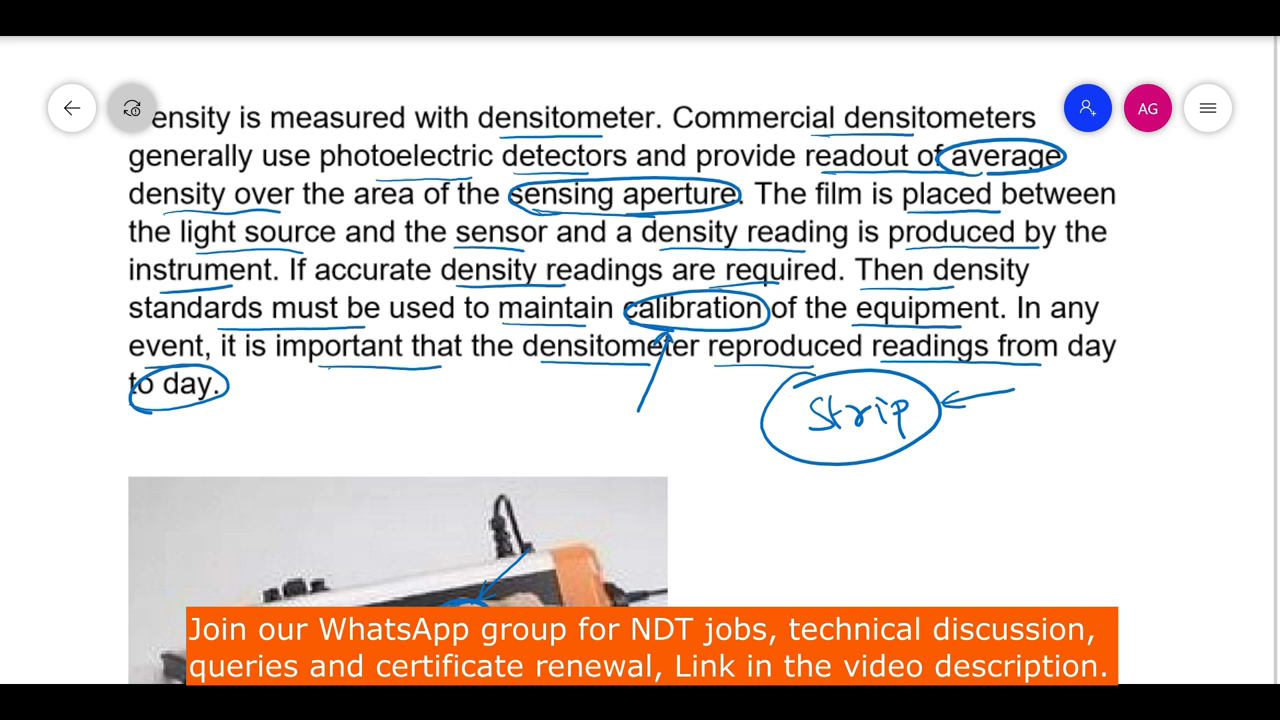 ensity is measured with densitometer. Commercial densitometers
AG
generally use photoelectric detectors and provide readout of average
density over the area of the sensing aperture. The film is placed between
the light source and the sensor and a density reading is produced by the
instrument. If accurate density readings are required. Then density
standards must be used to maintain calibration of the equipment. In any
event, it is important that the densitometer reproduced readings from day
to day.
Strip
Join our WhatsApp group for NDT jobs, technical discussion,
queries and certificate renewal, Link in the video description.